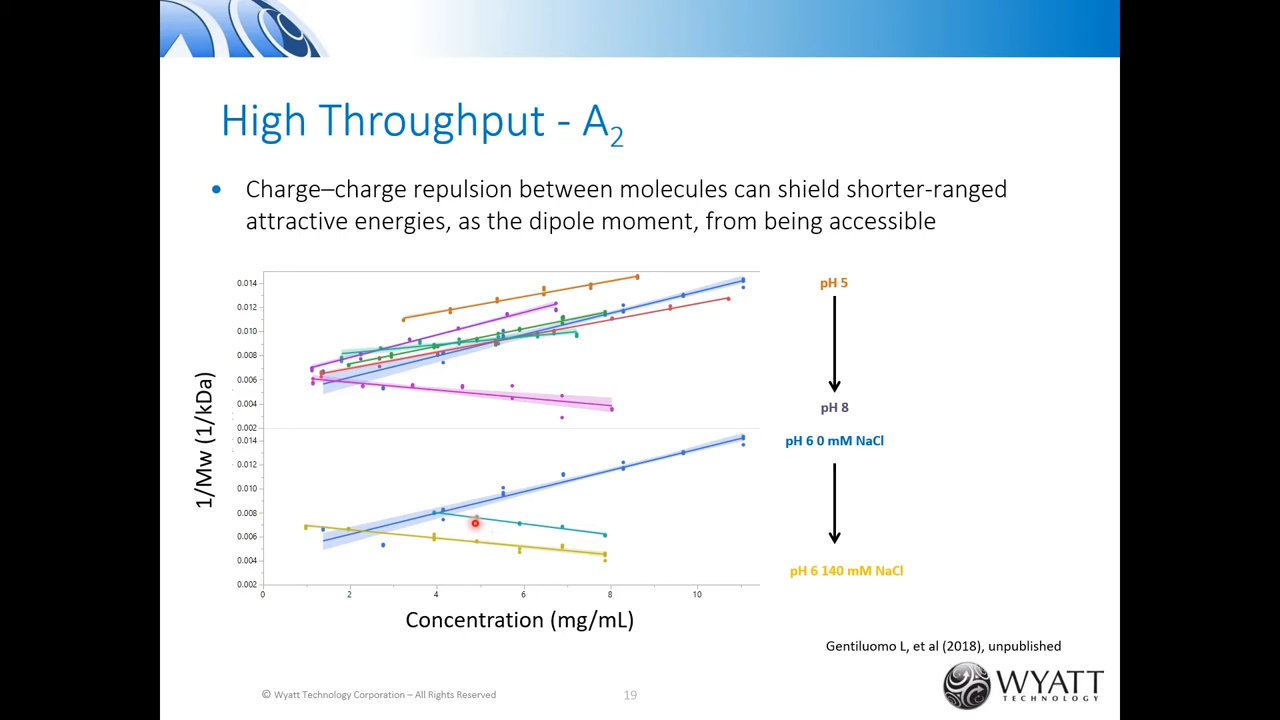 High Throughput - A2
• Charge–charge repulsion between molecules can shield shorter-ranged
attractive energies, as the dipole moment, from being accessible
0.014
0.012
0.010
0.008
0.006
0.004
0.002
0.014
0.012
0.010
0.008
0.006
0.004
0.002
0 2 4 6 8 10
1/Mw (1/kDa)
Concentration (mg/mL)
pH 5
pH 8
pH 6 0 mM NaCl
pH 6 140 mM NaCl
Gentiluomo L, et al (2018), unpublished
© Wyatt Technology Corporation – All Rights Reserved
19
WYATT
TECHNOLOGY